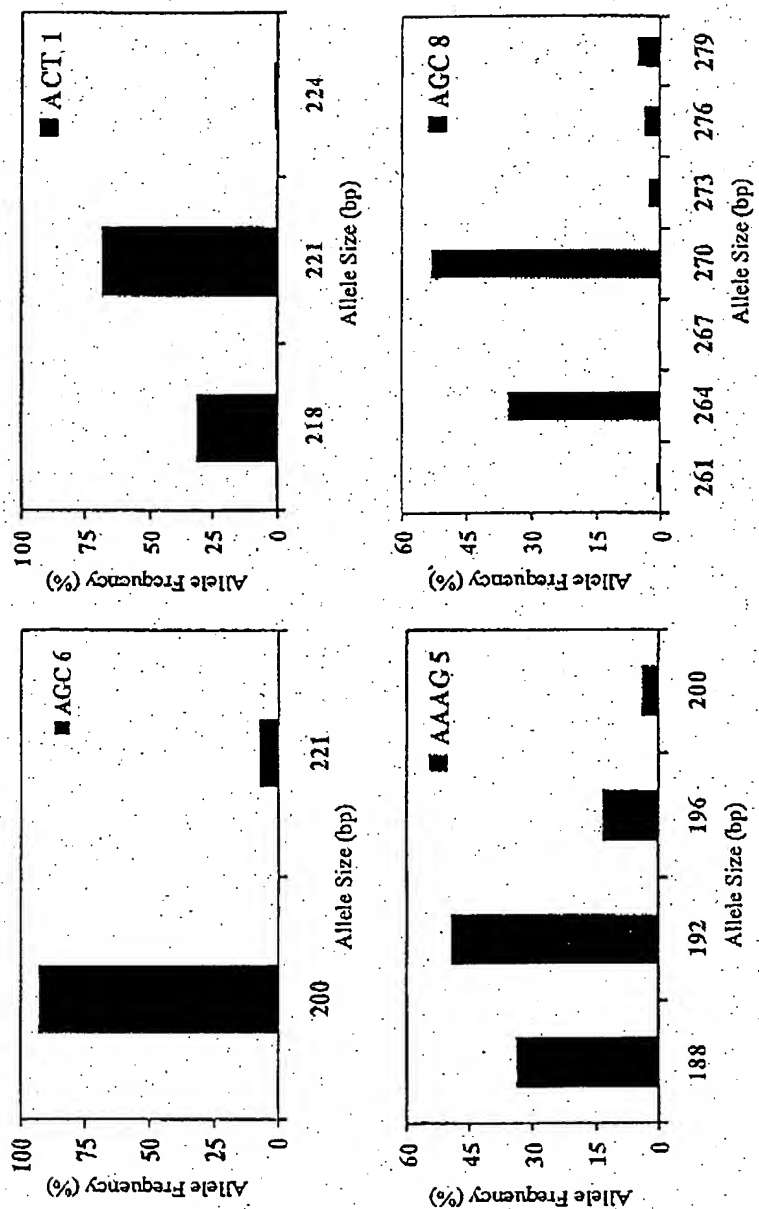 AGC 6
100
75
50
25
0
Allele Frequency (%)
200 221
Allele Size (bp)
ACT 1
100
75
50
25
0
Allele Frequency (%)
218 221 224
Allele Size (bp)
AAAG 5
60
45
30
15
0
Allele Frequency (%)
188 192 196 200
Allele Size (bp)
AGC 8
60
45
30
15
0
Allele Frequency (%)
261 264 267 270 273 276 279
Allele Size (bp)